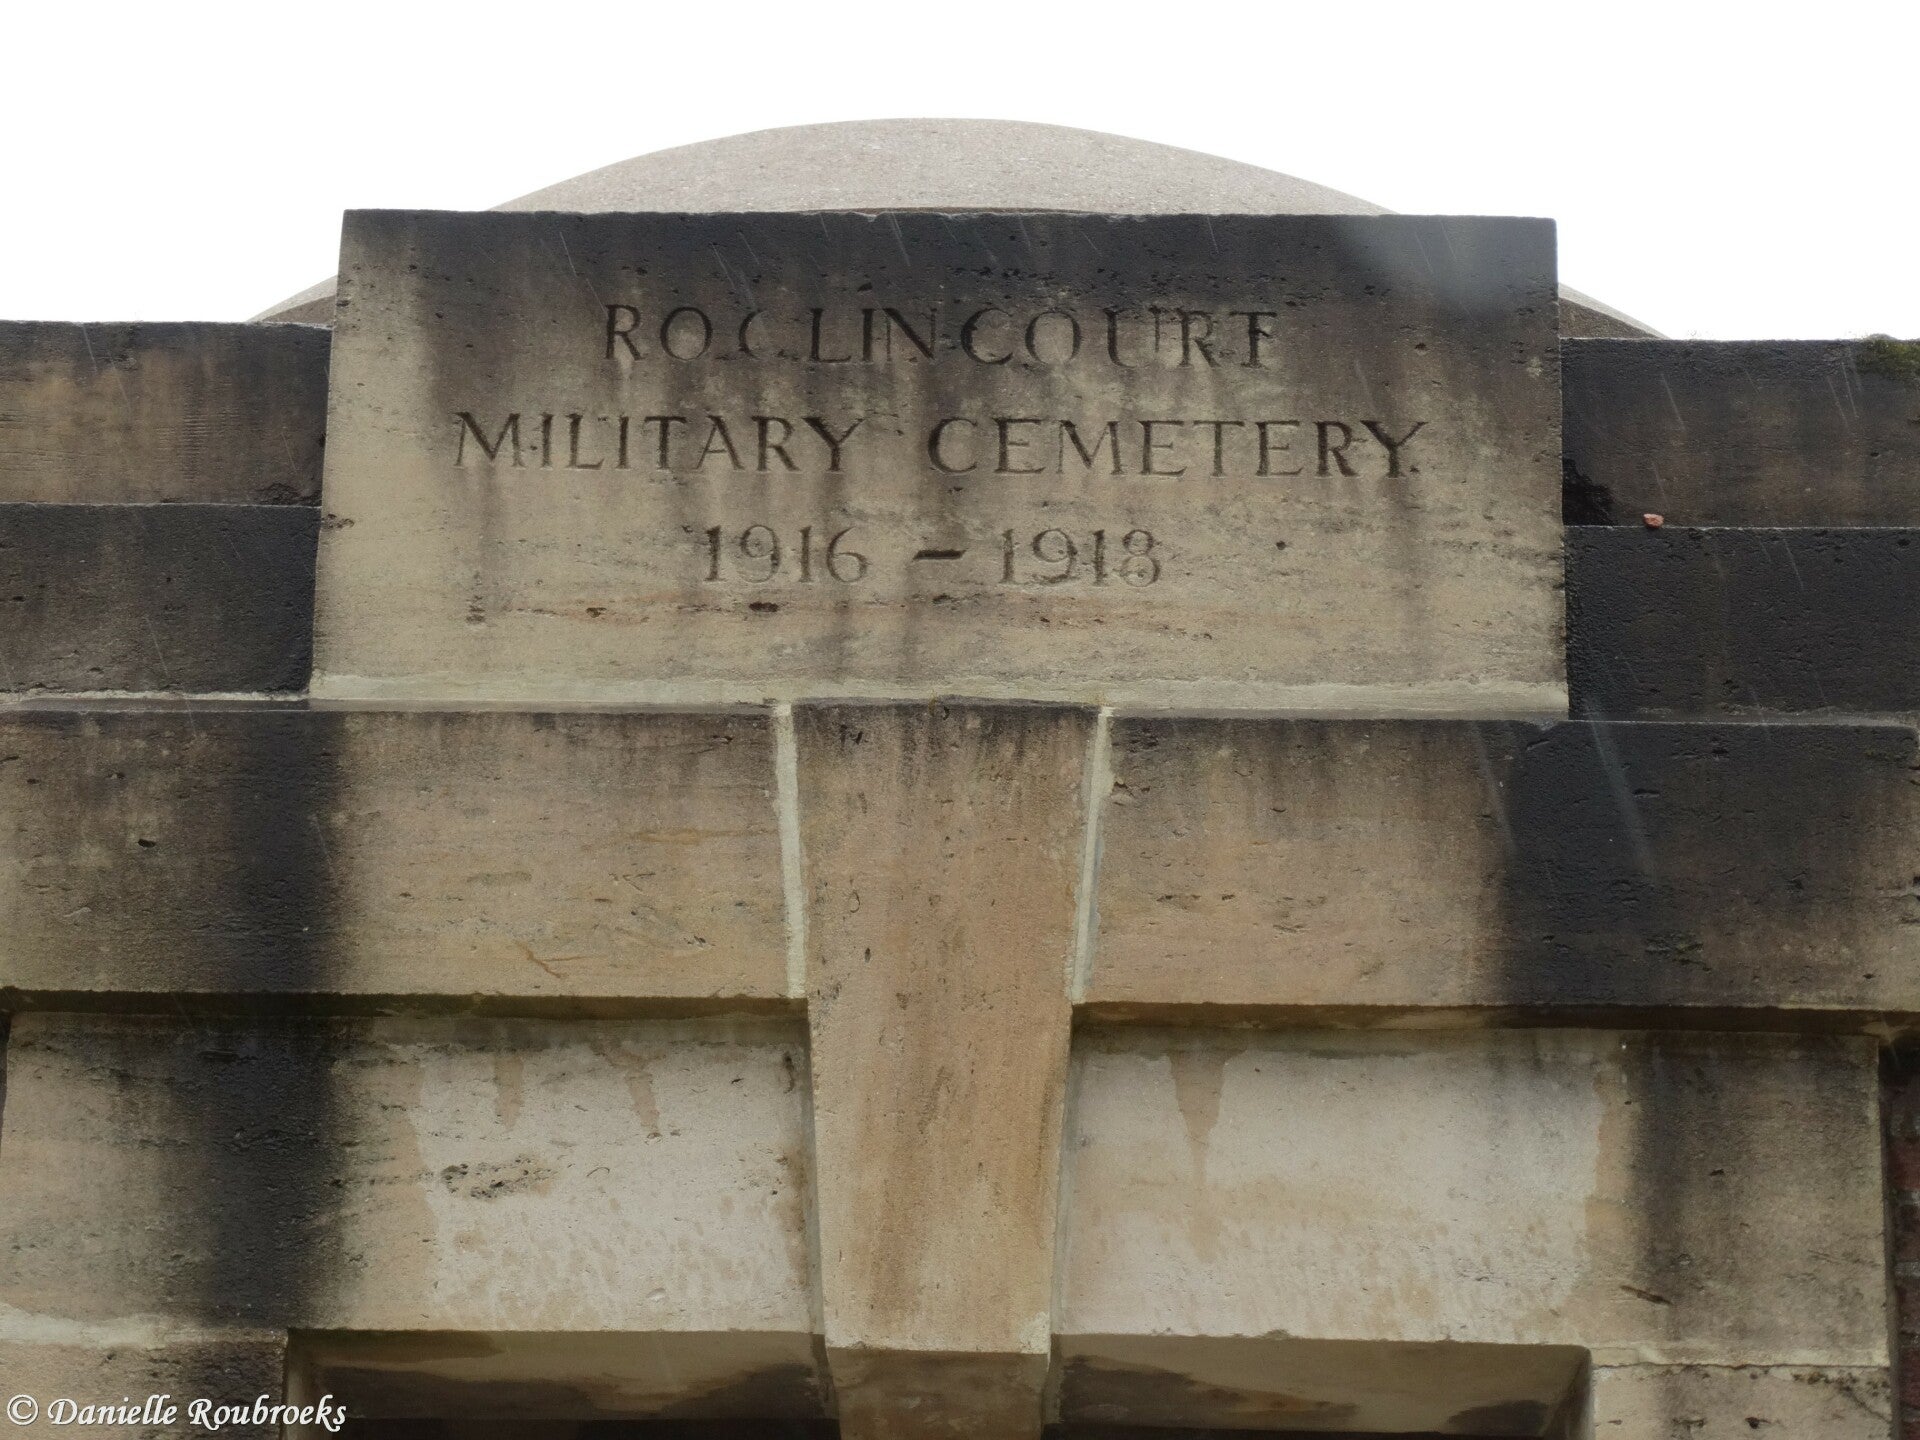 ROCLINCOURT
MILITARY CEMETERY
1916 – 1918
© Danielle Roubroeks